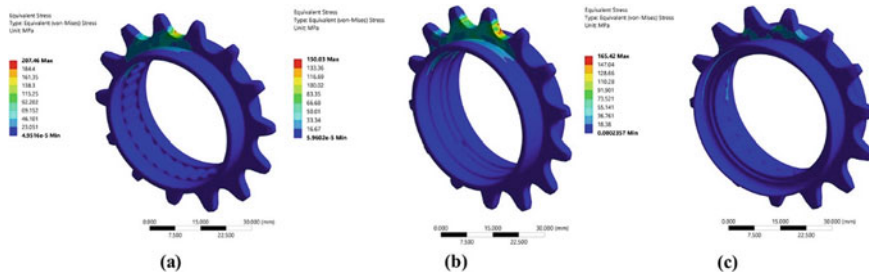 Equivalent Stress
Type: Equivalent (von-Mises) Stress
Unit: MPa
207.46 Max
184.4
161.35
138.3
115.25
92.202
69.152
46.101
23.051
4.9516e-5 Min
0.000
15.000
30.000 (mm)
7.500
22.500
(a)
Equivalent Stress
Type: Equivalent (von-Mises) Stress
Unit: MPa
150.03 Max
133.36
116.69
100.02
83.35
66.68
50.01
33.34
16.67
5.9602e-5 Min
0.000
15.000
30.000 (mm)
7.500
22.500
(b)
Equivalent Stress
Type: Equivalent (von-Mises) Stress
Unit: MPa
165.42 Max
147.04
128.66
110.28
91.901
73.521
55.141
36.761
18.38
0.0002357 Min
0.000
15.000
30.000 (mm)
7.500
22.500
(c)